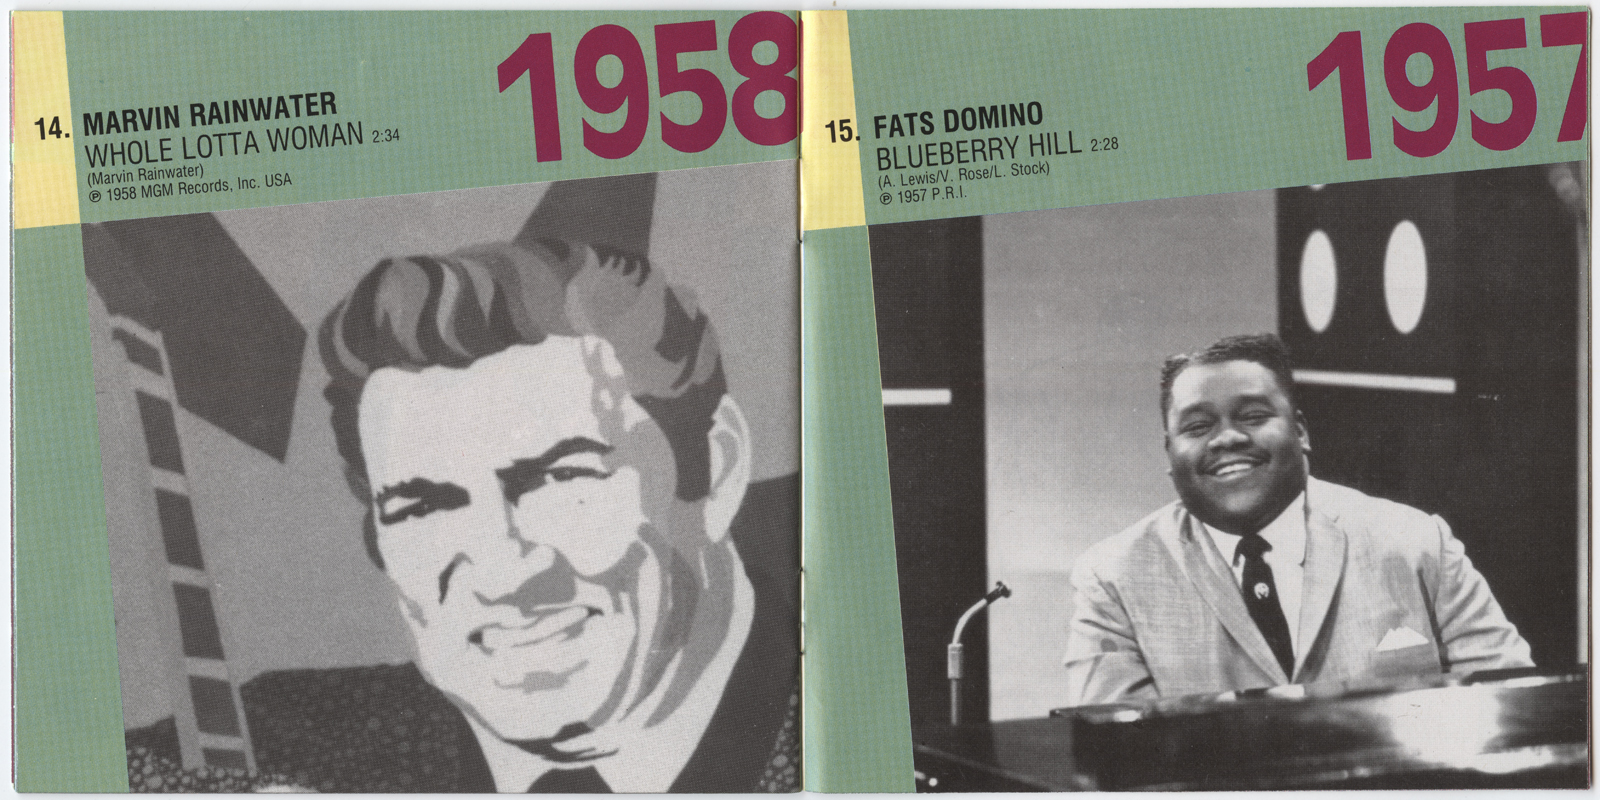 1958
14. MARVIN RAINWATER
WHOLE LOTTA WOMAN 2:34
(Marvin Rainwater)
℗ 1958 MGM Records, Inc. USA
1957
15. FATS DOMINO
BLUEBERRY HILL 2:28
(A. Lewis/V. Rose/L. Stock)
℗ 1957 P.R.I.